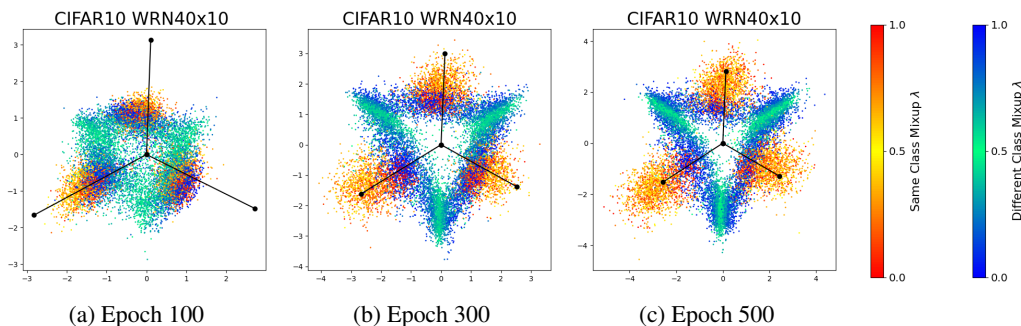 CIFAR10 WRN40x10
3
2
1
0
−1
−2
−3
−3 −2 −1 0 1 2 3
(a) Epoch 100
CIFAR10 WRN40x10
3
2
1
0
−1
−2
−3
−4
−3 −2 −1 0 1 2 3
(b) Epoch 300
CIFAR10 WRN40x10
4
2
0
−2
−4
−4 −2 0 2 4
(c) Epoch 500
1.0
0.5
0.0
Same Class Mixup λ
1.0
0.5
0.0
Different Class Mixup λ